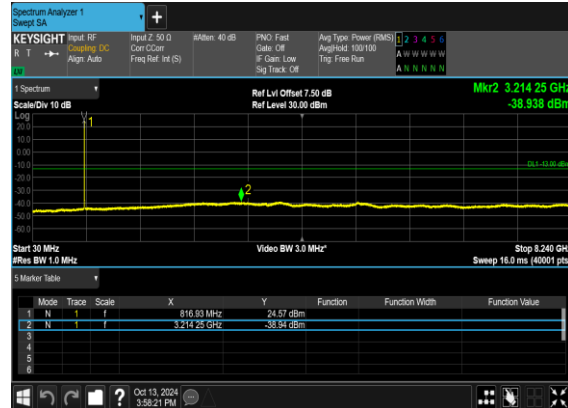 Spectrum Analyzer 1
Swept SA
+
KEYSIGHT Input: RF Input Z: 50 Ω #Atten: 40 dB PNO: Fast Avg Type: Power (RMS) 1 2 3 4 5 6
R T Coupling: DC Corr CCorr Gate: Off Avg|Hold: 100/100 A W W W W W
Align: Auto Freq Ref: Int (S) IF Gain: Low Trig: Free Run
LM Sig Track: Off A N N N N N
1 Spectrum Ref Lvl Offset 7.50 dB Mkr2 3.214 25 GHz
Scale/Div 10 dB Ref Level 30.00 dBm -38.938 dBm
Log
20.0
10.0
0.00
-10.0
-20.0
-30.0
-40.0
-50.0
-60.0
1
2
DL1 -13.00 dBm
Start 30 MHz Video BW 3.0 MHz* Stop 8.240 GHz
#Res BW 1.0 MHz Sweep 16.0 ms (40001 pts)
5 Marker Table
Mode Trace Scale X Y Function Function Width Function Value
1 N 1 f 816.93 MHz 24.57 dBm
2 N 1 f 3.214 25 GHz -38.94 dBm
3
4
5
6
? Oct 13, 2024
3:58:21 PM